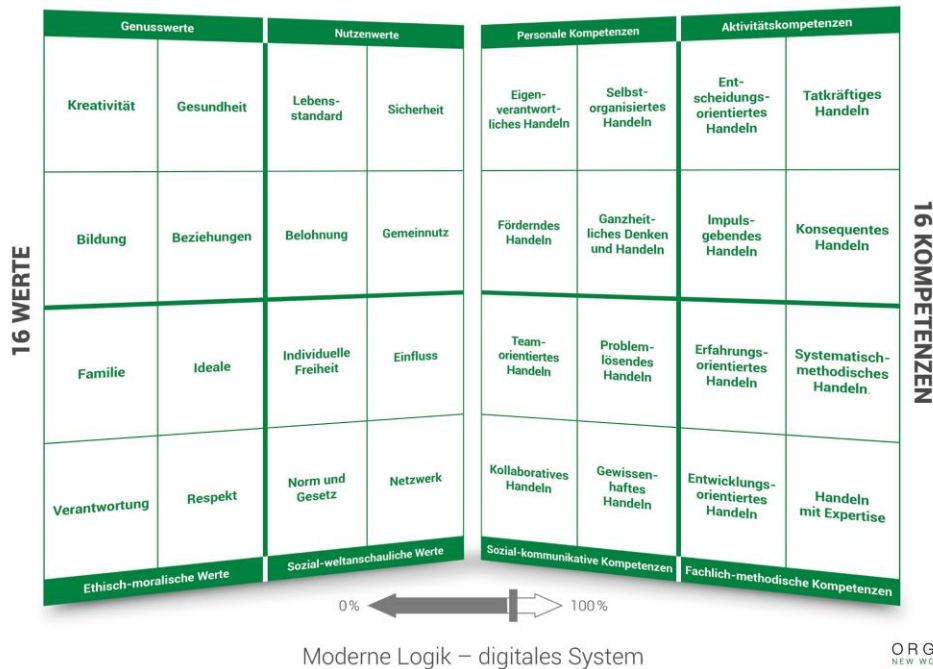 Genusswerte
Nutzenwerte
Personale Kompetenzen
Aktivitätskompetenzen
Kreativität
Gesundheit
Lebens-
standard
Sicherheit
Eigen-
verantwort-
liches Handeln
Selbst-
organisiertes
Handeln
Ent-
scheidungs-
orientiertes
Handeln
Tatkräftiges
Handeln
Bildung
Beziehungen
Belohnung
Gemeinnutz
Förderndes
Handeln
Ganzheit-
liches Denken
und Handeln
Impuls-
gebendes
Handeln
Konsequentes
Handeln
16 WERTE
16 KOMPETENZEN
Familie
Ideale
Individuelle
Freiheit
Einfluss
Team-
orientiertes
Handeln
Problem-
lösendes
Handeln
Erfahrungs-
orientiertes
Handeln
Systematisch-
methodisches
Handeln.
Verantwortung
Respekt
Norm und
Gesetz
Netzwerk
Kollaboratives
Handeln
Gewissen-
haftes
Handeln
Entwicklungs-
orientiertes
Handeln
Handeln
mit Expertise
Ethisch-moralische Werte
Sozial-weltanschauliche Werte
Sozial-kommunikative Kompetenzen
Fachlich-methodische Kompetenzen
0% 100%
Moderne Logik – digitales System
NEW